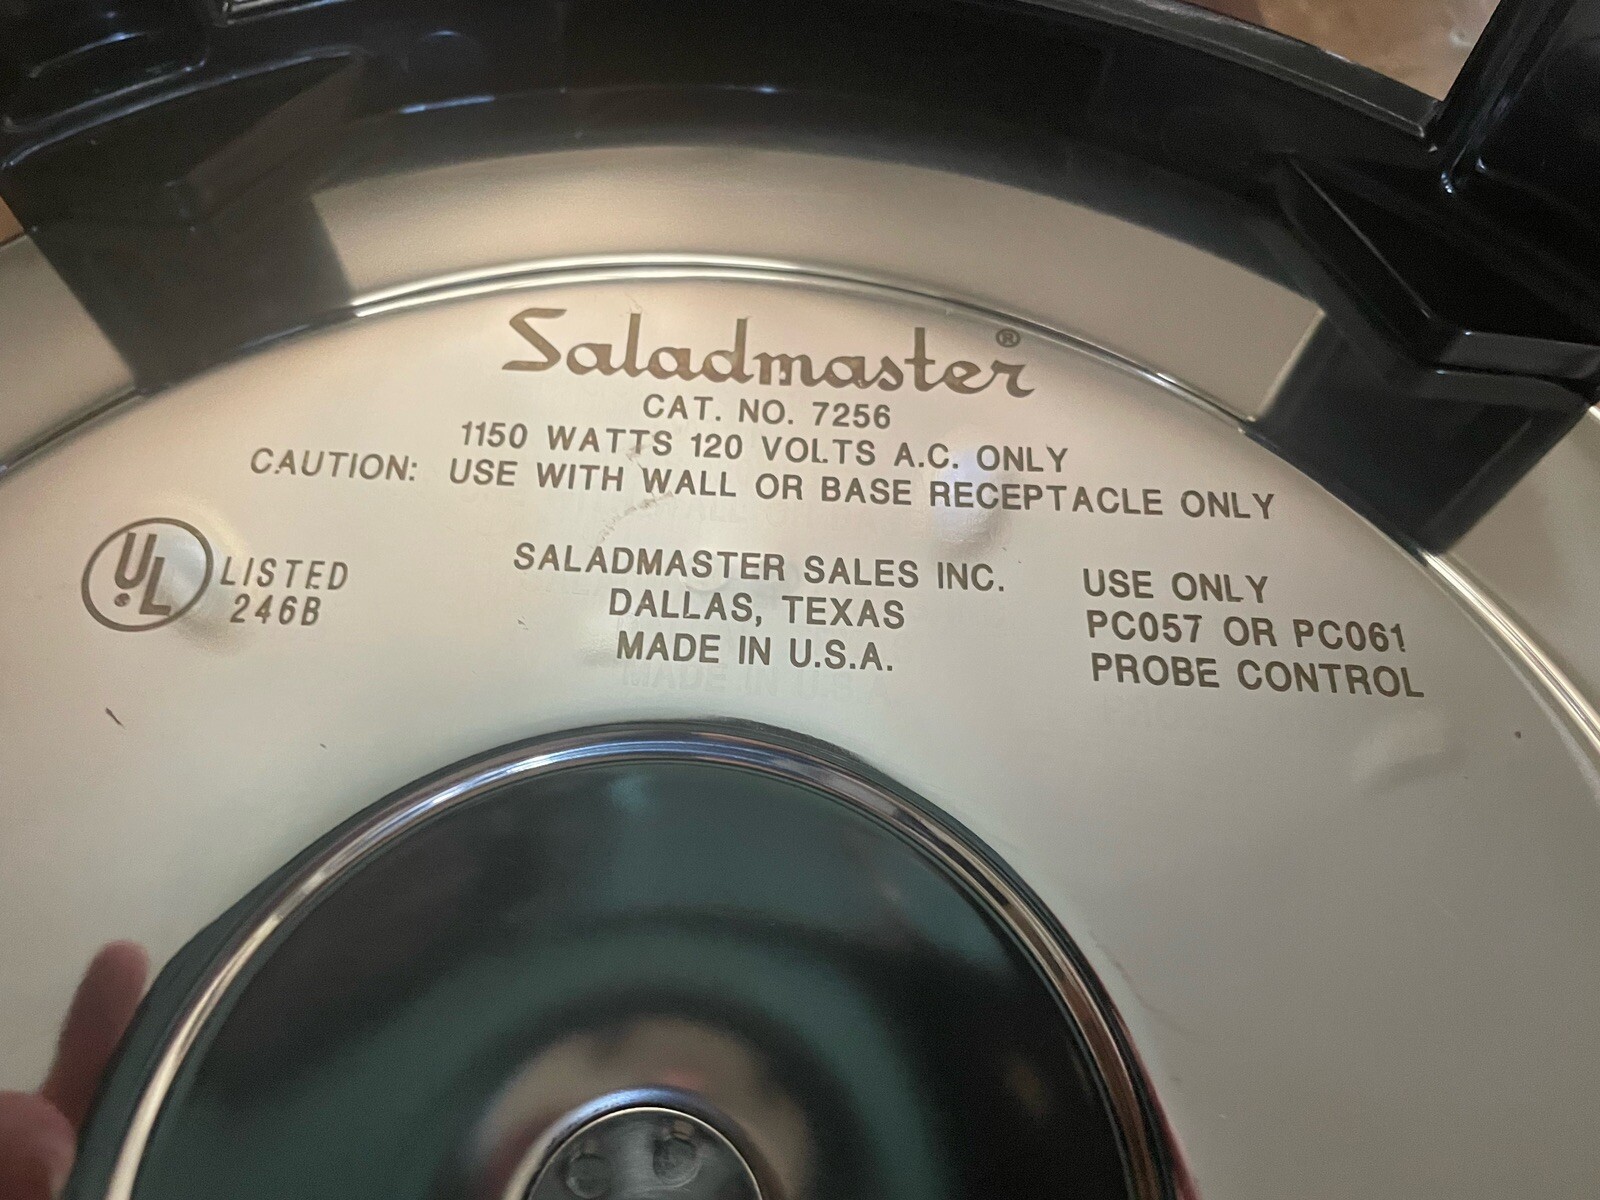 Saladmaster®
CAT. NO. 7256
1150 WATTS 120 VOLTS A.C. ONLY
CAUTION: USE WITH WALL OR BASE RECEPTACLE ONLY
UL® LISTED
246B
SALADMASTER SALES INC.
DALLAS, TEXAS
MADE IN U.S.A.
USE ONLY
PC057 OR PC061
PROBE CONTROL